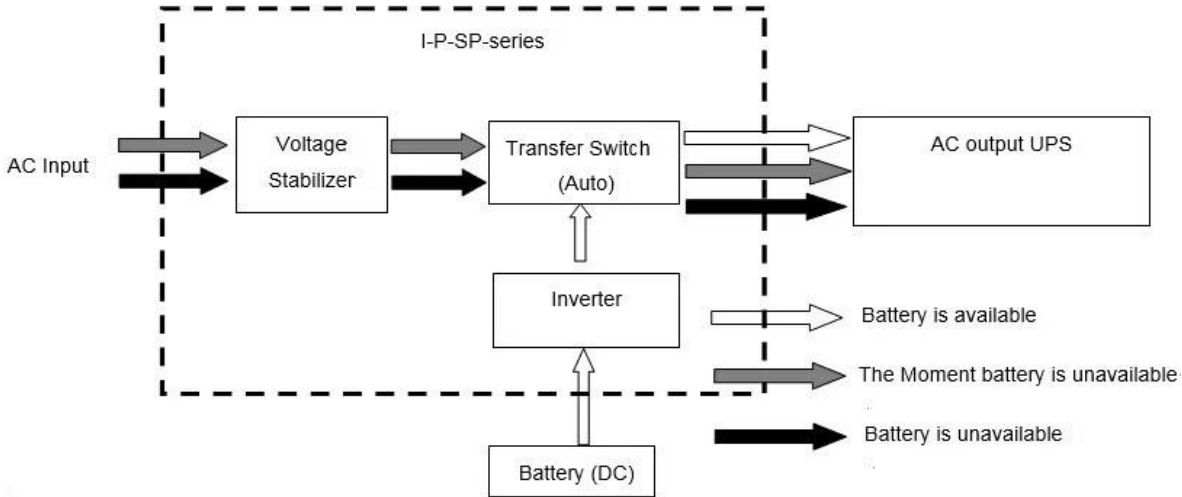 I-P-SP-series
AC Input
Voltage
Stabilizer
Transfer Switch
(Auto)
AC output UPS
Inverter
Battery (DC)
Battery is available
The Moment battery is unavailable
Battery is unavailable